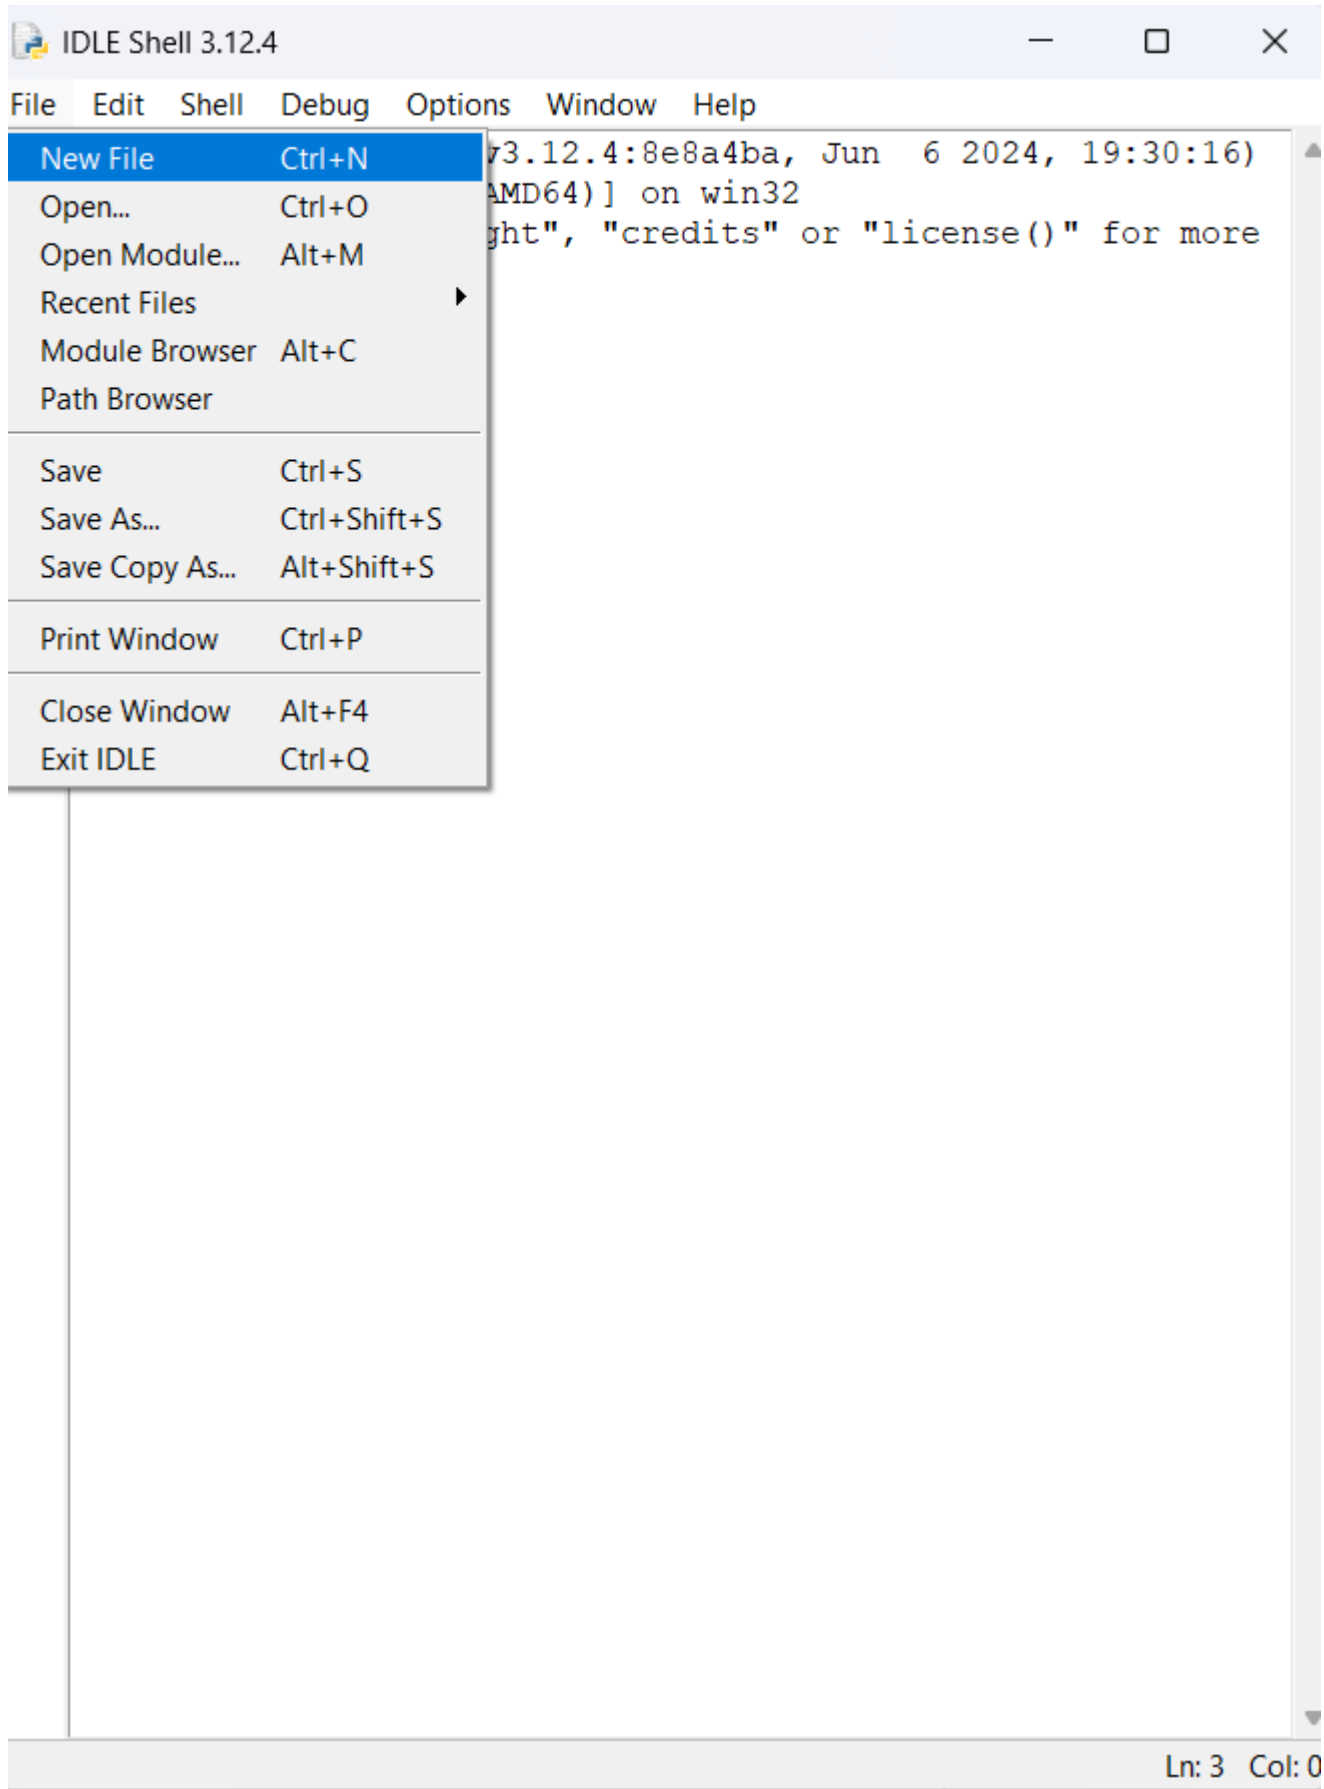 IDLE Shell 3.12.4
File Edit Shell Debug Options Window Help
New File Ctrl+N
Open... Ctrl+O
Open Module... Alt+M
Recent Files
Module Browser Alt+C
Path Browser
Save Ctrl+S
Save As... Ctrl+Shift+S
Save Copy As... Alt+Shift+S
Print Window Ctrl+P
Close Window Alt+F4
Exit IDLE Ctrl+Q
v3.12.4:8e8a4ba, Jun  6 2024, 19:30:16)
AMD64)] on win32
ght", "credits" or "license()" for more
Ln: 3 Col: 0